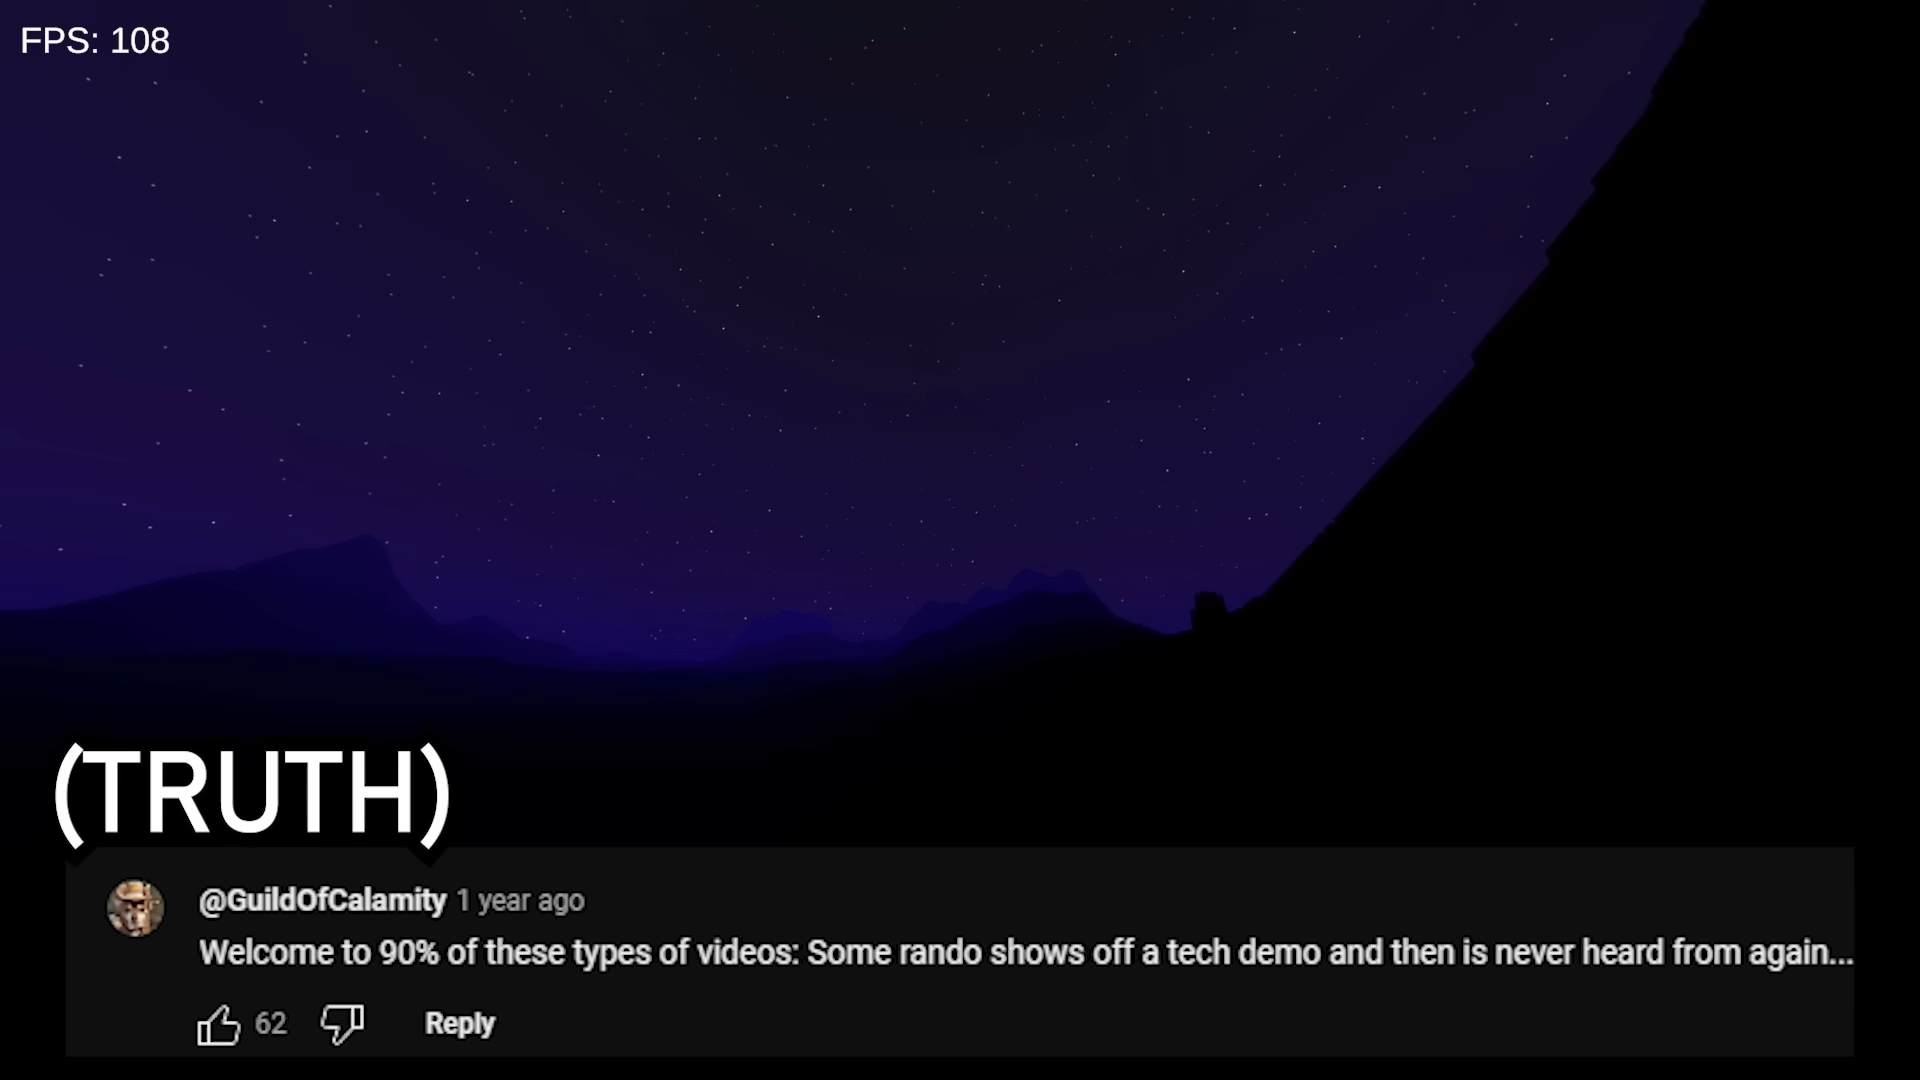 FPS: 108
(TRUTH)
@GuildOfCalamity 1 year ago
Welcome to 90% of these types of videos: Some rando shows off a tech demo and then is never heard from again...
62 Reply